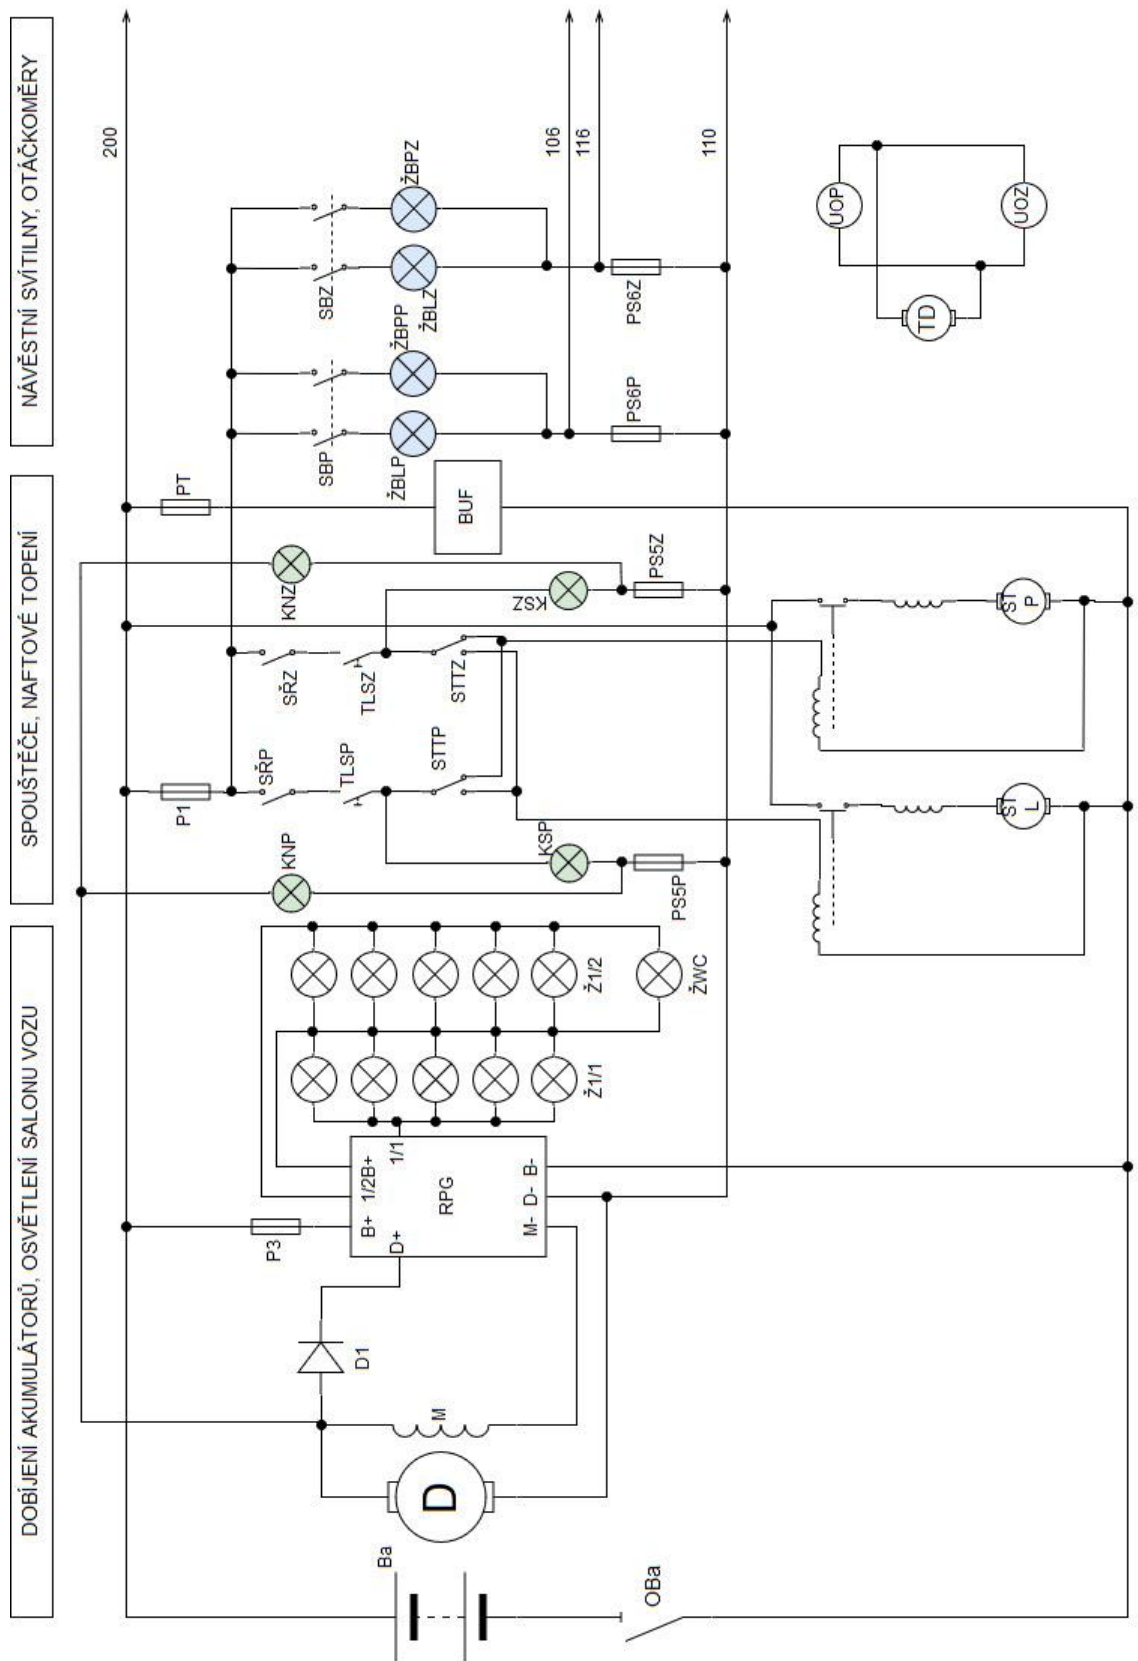 DOBÍJENÍ AKUMULÁTORŮ, OSVĚTLENÍ SALONU VOZU
SPOUŠTĚČE, NAFTOVÉ TOPENÍ
NÁVĚSTNÍ SVÍTILNY, OTÁČKOMĚRY
200
106
116
110
Ba
OBa
D
M
D1
P3
B+
1/2B+
D+
1/1
RPG
M-
D-
B-
Ž1/1
Ž1/2
ŽWC
KNP
P1
SŘP
TLSP
STTP
KSP
PS5P
KNZ
SŘZ
TLSZ
STTZ
KSZ
PS5Z
PT
BUF
ST
L
ST
P
SBP
ŽBLP
ŽBPP
PS6P
SBZ
ŽBLZ
ŽBPZ
PS6Z
TD
UOP
UOZ